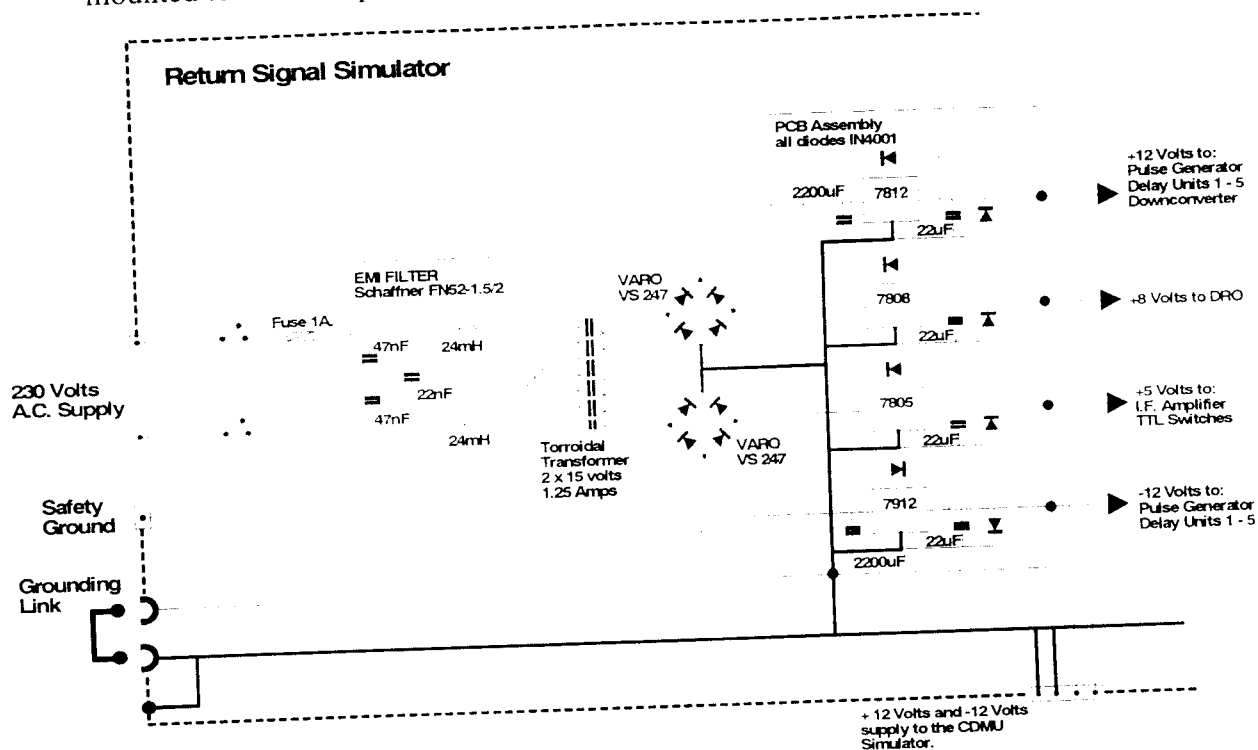 mounted
Return Signal Simulator
PCB Assembly
all diodes IN4001
2200uF
7812
22uF
+12 Volts to:
Pulse Generator
Delay Units 1 - 5
Downconverter
EMI FILTER
Schaffner FN52-1.5/2
VARO
VS 247
7808
22uF
+8 Volts to DRO
Fuse 1A.
47nF
24mH
22nF
47nF
24mH
230 Volts
A.C. Supply
7805
22uF
+5 Volts to:
I.F. Amplifier
TTL Switches
Torroidal
Transformer
2 x 15 volts
1.25 Amps
VARO
VS 247
7912
22uF
2200uF
-12 Volts to:
Pulse Generator
Delay Units 1 - 5
Safety
Ground
Grounding
Link
+ 12 Volts and -12 Volts
supply to the CDMU
Simulator.